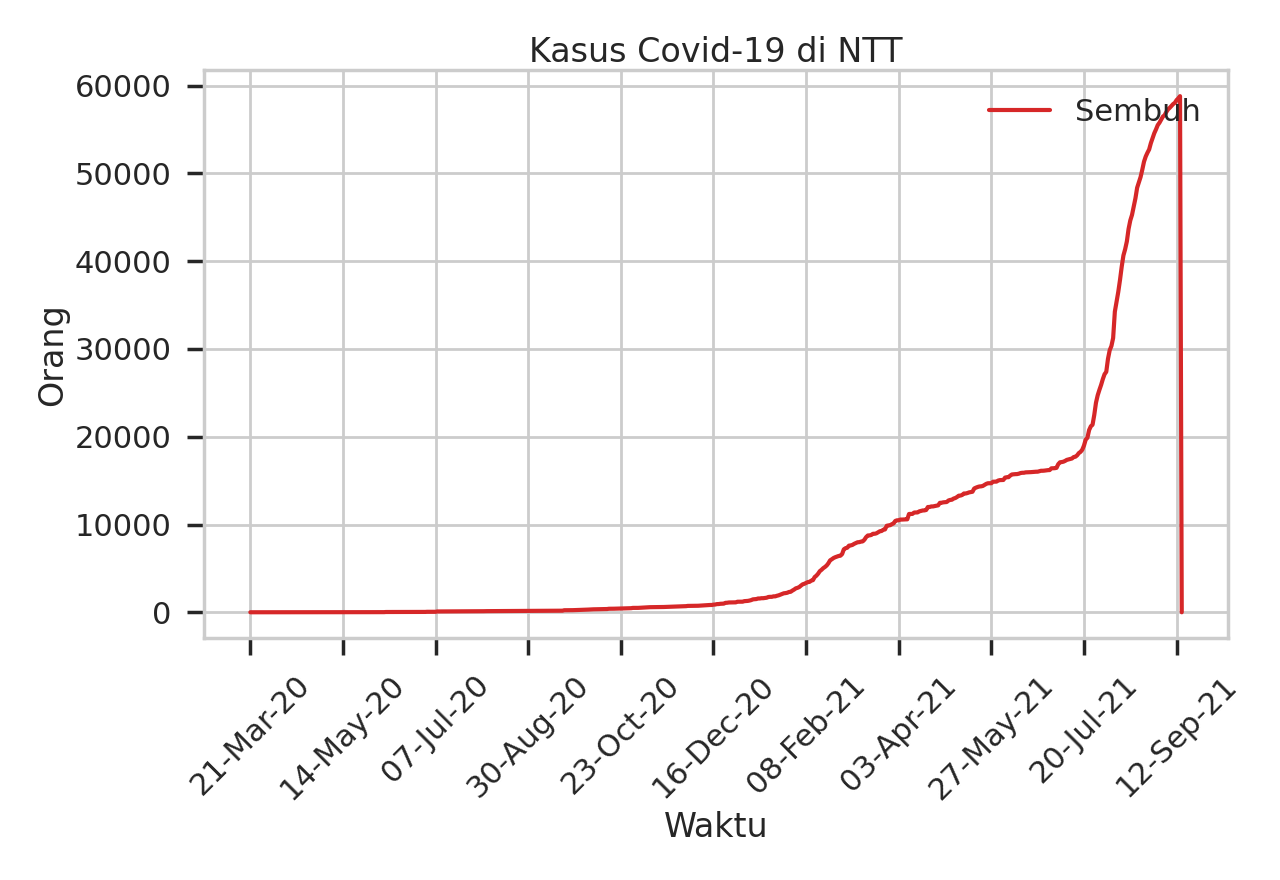 Kasus Covid-19 di NTT
Sembuh
Orang
60000
50000
40000
30000
20000
10000
0
21-Mar-20
14-May-20
07-Jul-20
30-Aug-20
23-Oct-20
16-Dec-20
08-Feb-21
03-Apr-21
27-May-21
20-Jul-21
12-Sep-21
Waktu